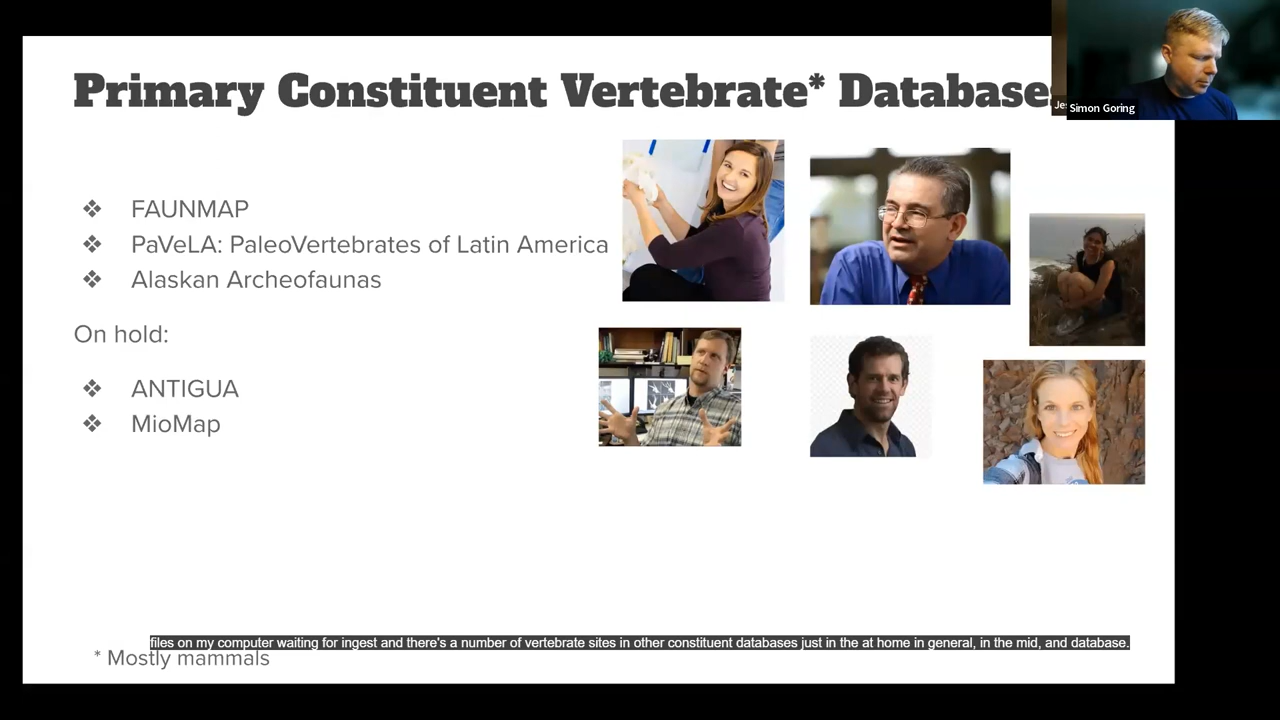 Primary Constituent Vertebrate* Database
Simon Goring
FAUNMAP
PaVeLA: PaleoVertebrates of Latin America
Alaskan Archeofaunas
On hold:
ANTIGUA
MioMap
files on my computer waiting for ingest and there's a number of vertebrate sites in other constituent databases just in the at home in general, in the mid, and database.
* Mostly mammals